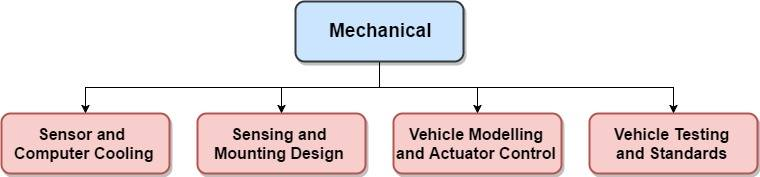 Mechanical
Sensor and
Computer Cooling
Sensing and
Mounting Design
Vehicle Modelling
and Actuator Control
Vehicle Testing
and Standards